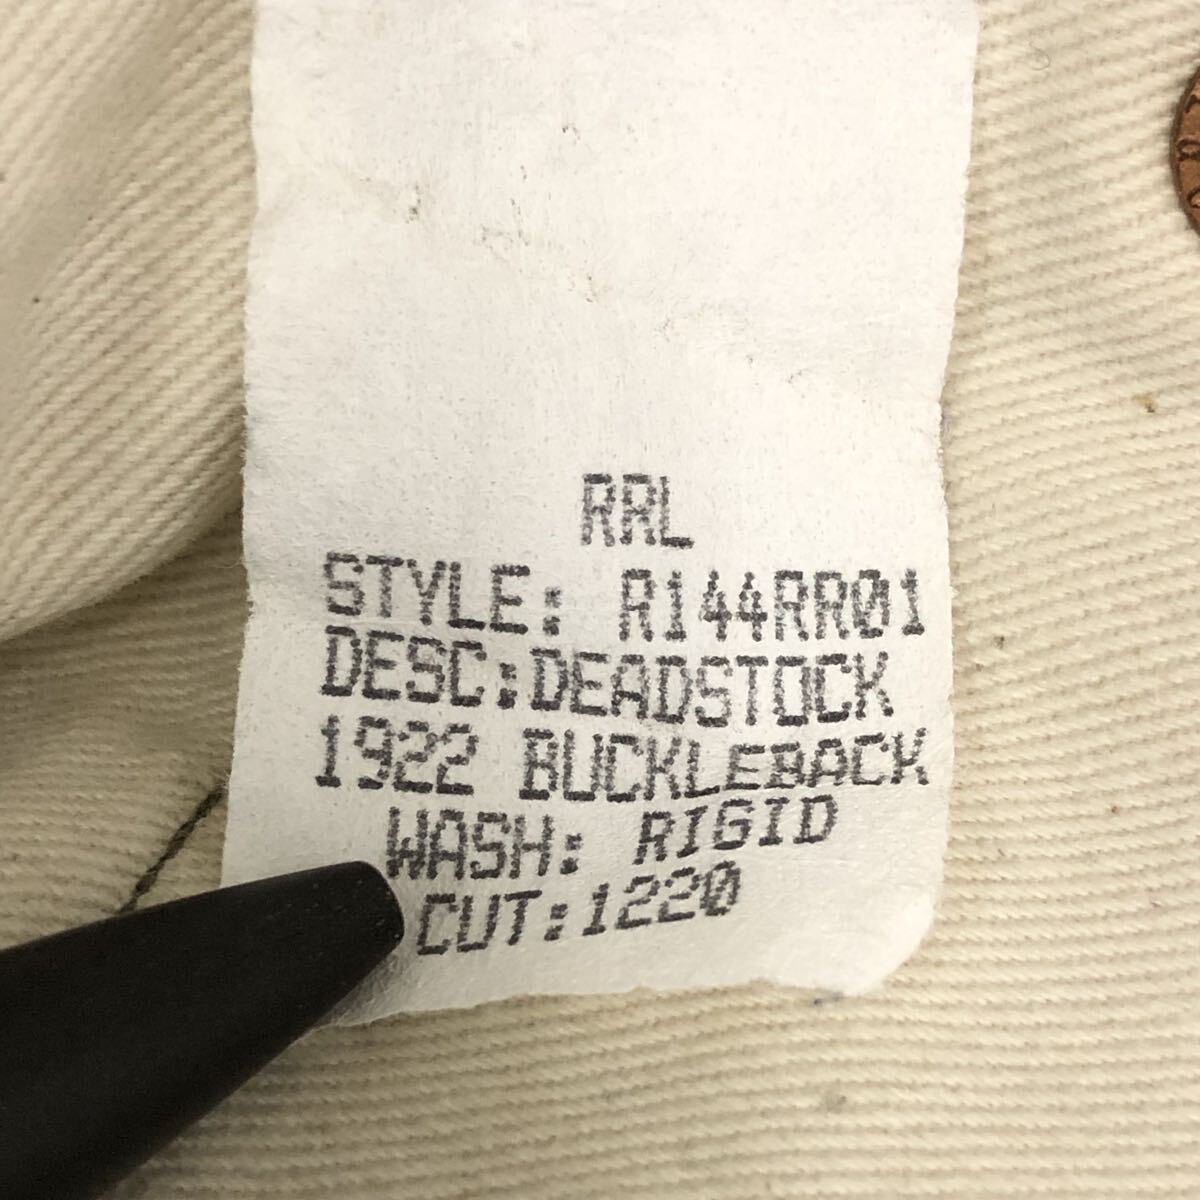 RRL
STYLE: R144RR01
DESC:DEADSTOCK
1922 BUCKLEBACK
WASH: RIGID
CUT:1220